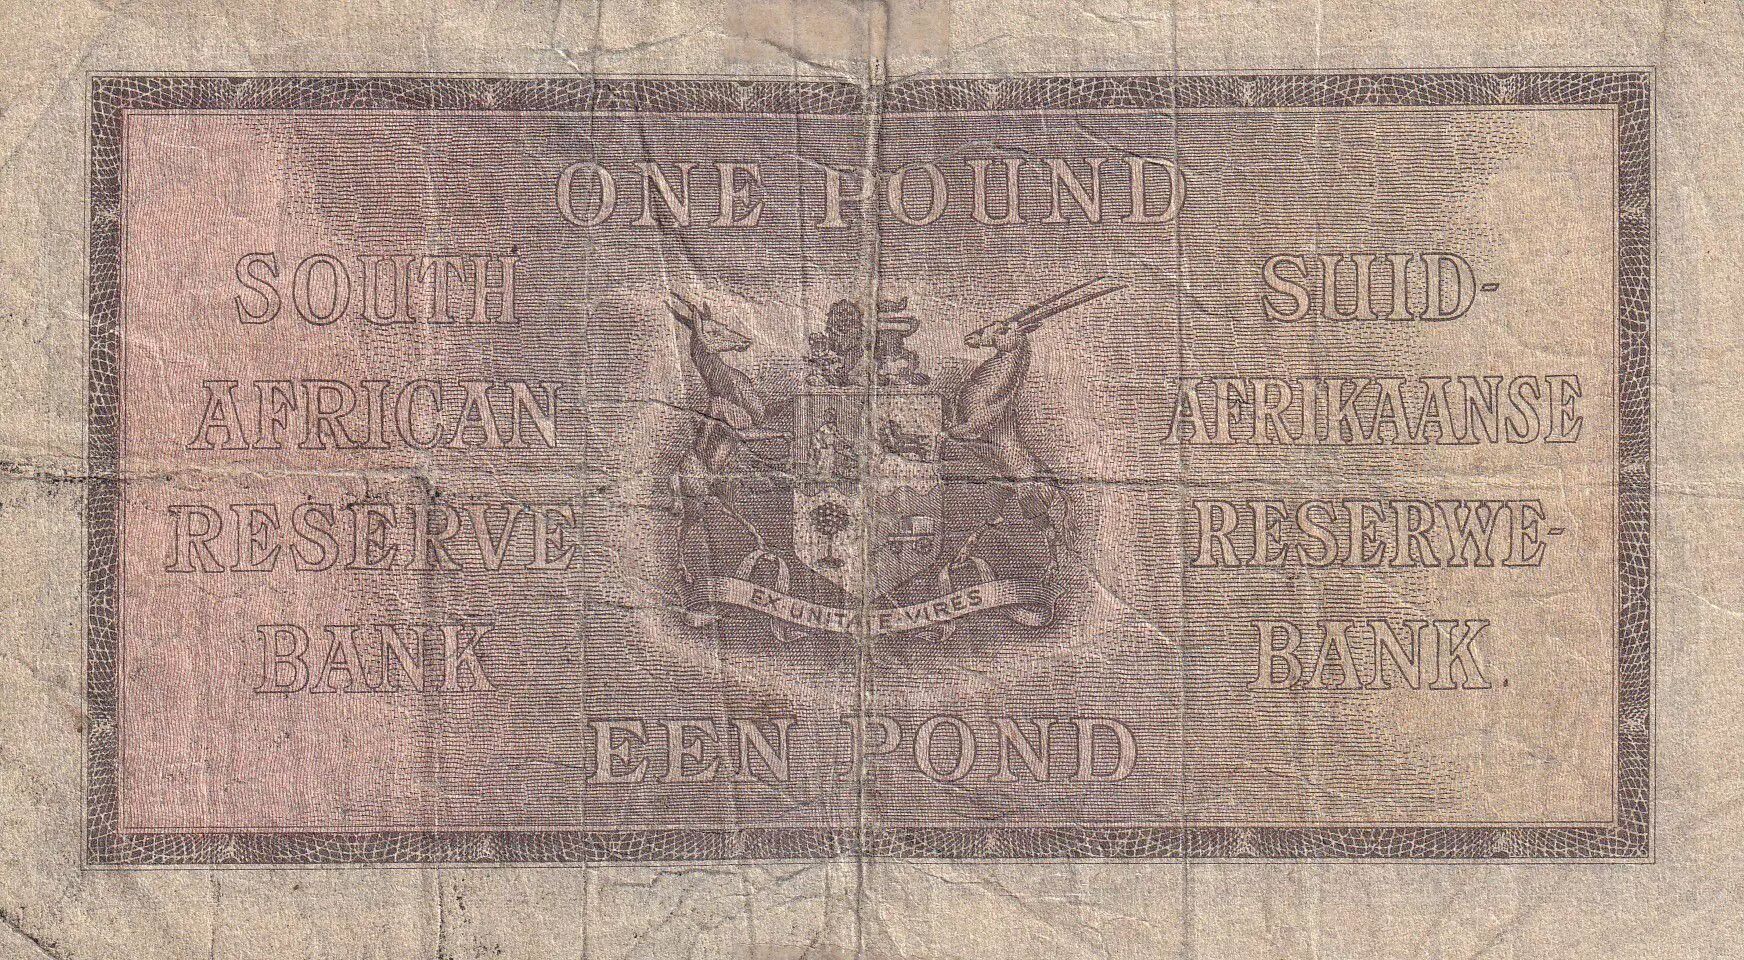 ONE POUND
SOUTH
AFRICAN
RESERVE
BANK
SUID-
AFRIKAANSE
RESERWE-
BANK
EX UNITATE VIRES
EEN POND